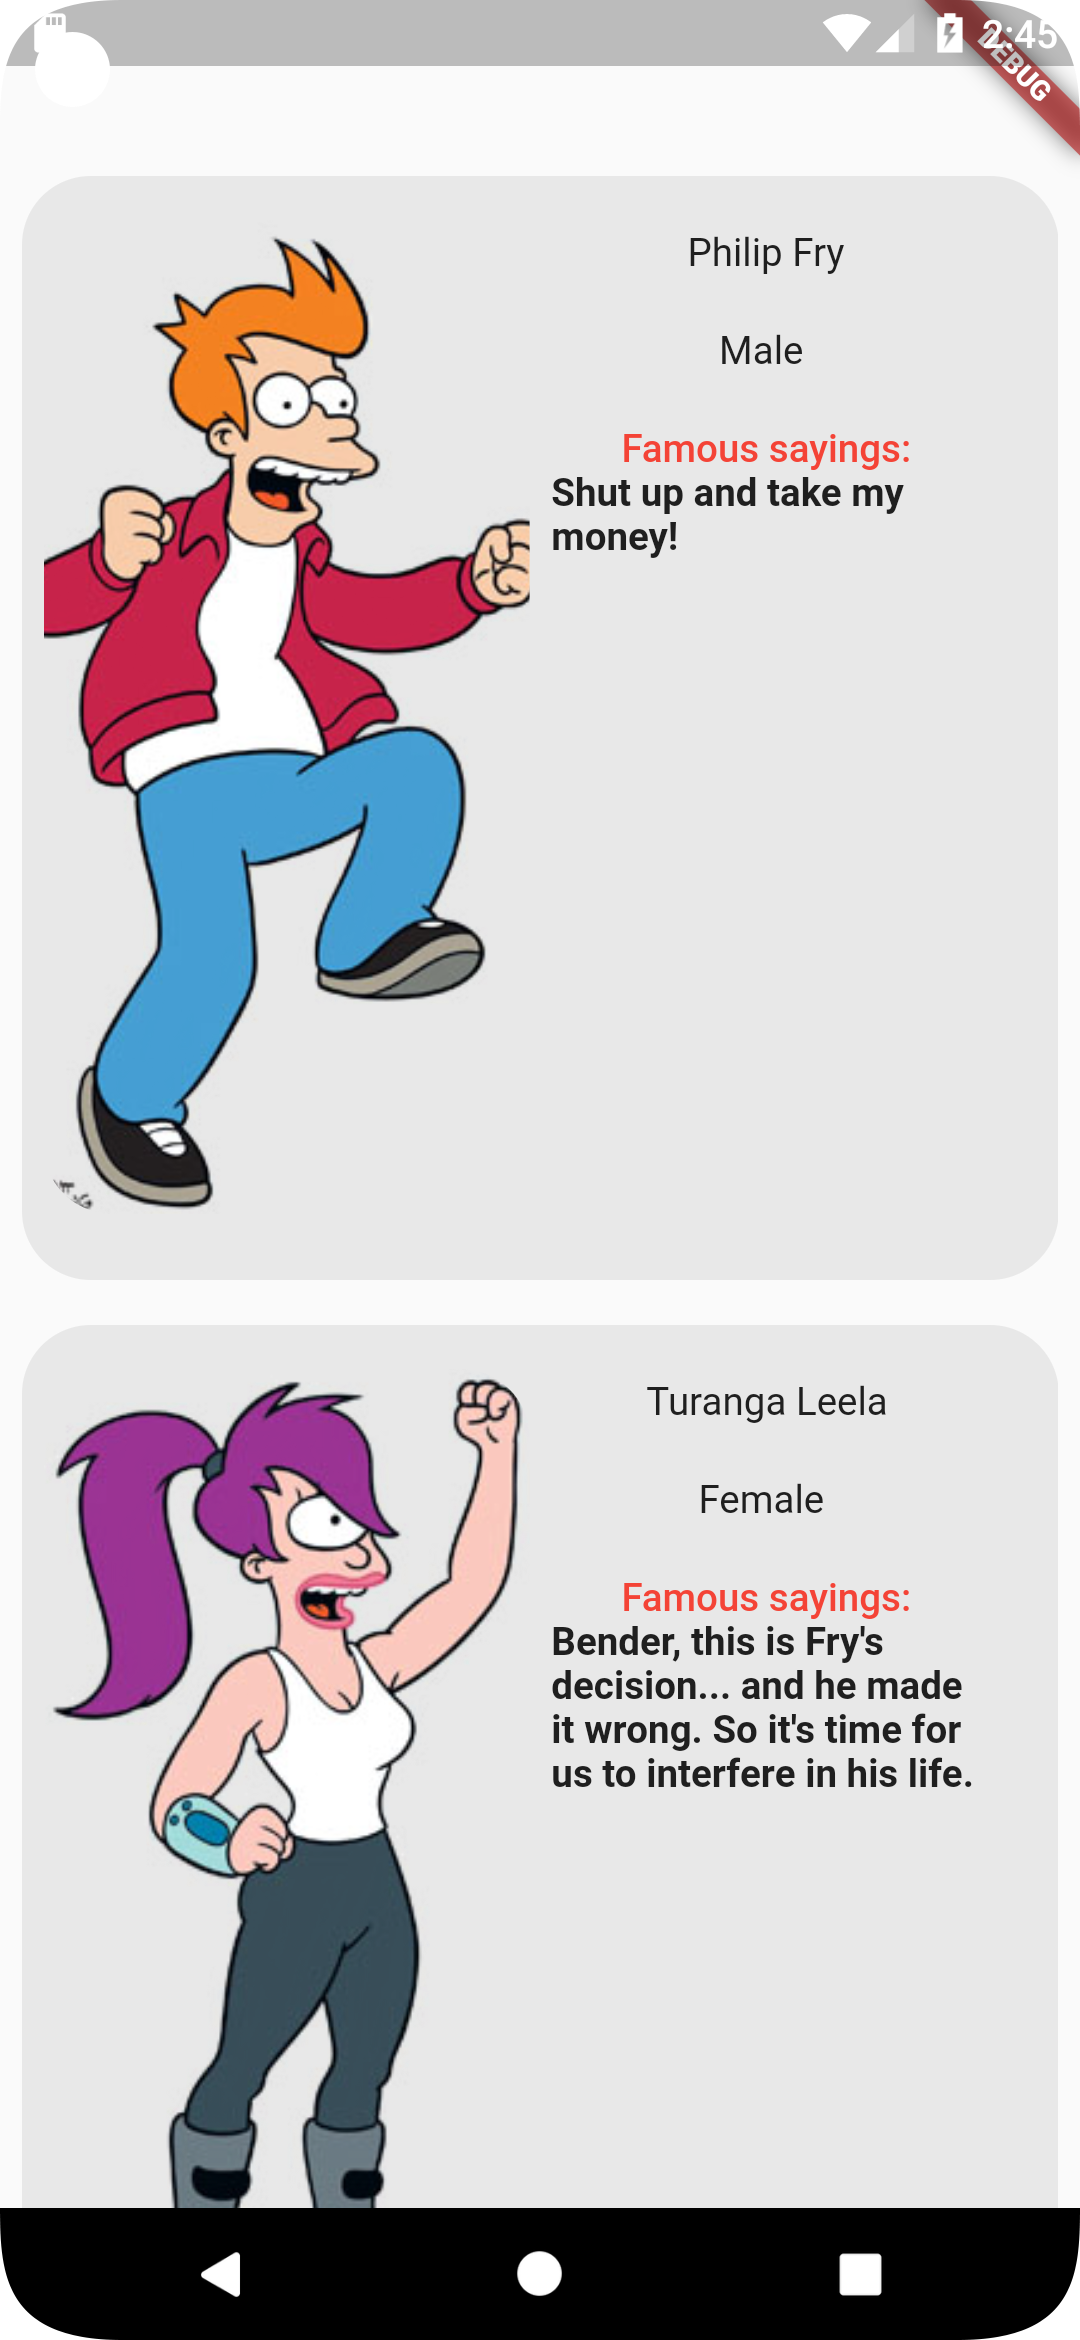 2:45
DEBUG
Philip Fry
Male
Famous sayings:
Shut up and take my
money!
Turanga Leela
Female
Famous sayings:
Bender, this is Fry's
decision... and he made
it wrong. So it's time for
us to interfere in his life.